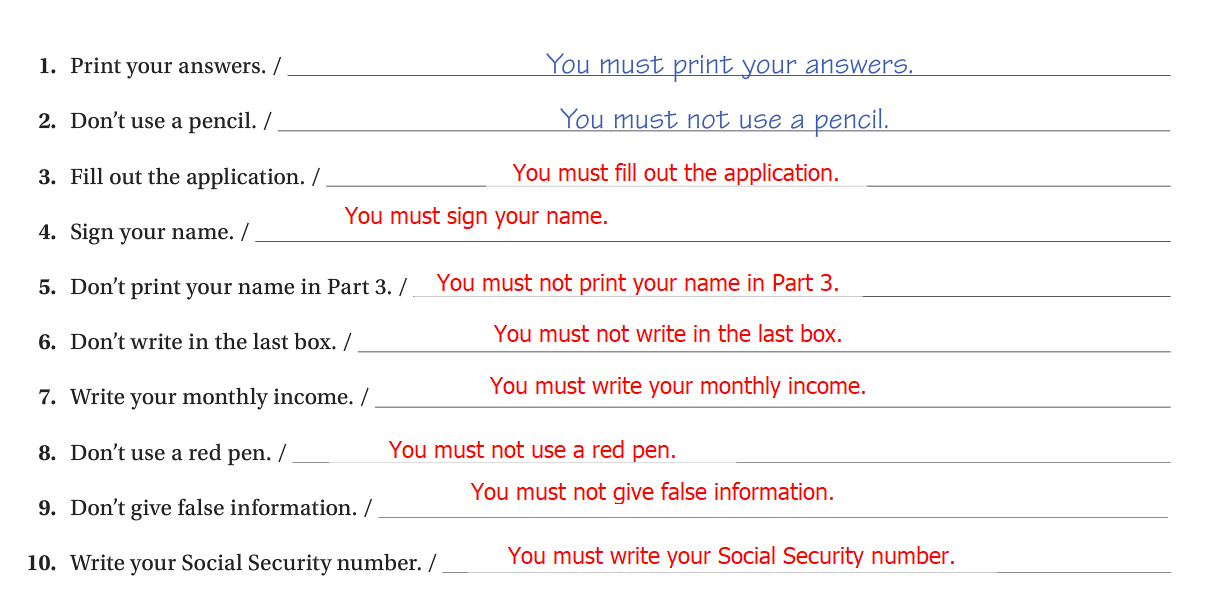 1. Print your answers. / You must print your answers.
2. Don't use a pencil. / You must not use a pencil.
3. Fill out the application. / You must fill out the application.
4. Sign your name. / You must sign your name.
5. Don't print your name in Part 3. / You must not print your name in Part 3.
6. Don't write in the last box. / You must not write in the last box.
7. Write your monthly income. / You must write your monthly income.
8. Don't use a red pen. / You must not use a red pen.
9. Don't give false information. / You must not give false information.
10. Write your Social Security number. / You must write your Social Security number.